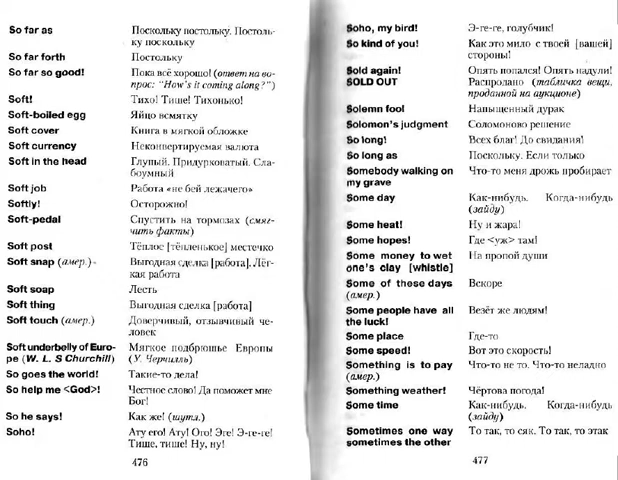 So far as Поскольку постольку. Постоль-
ку поскольку
So far forth Постольку
So far so good! Пока всё хорошо! (ответ на во-
прос: "How's it coming along?")
Soft! Тихо! Тише! Тихонько!
Soft-boiled egg Яйцо всмятку
Soft cover Книга в мягкой обложке
Soft currency Неконвертируемая валюта
Soft in the head Глупый. Придурковатый. Сла-
боумный
Soft job Работа «не бей лежачего»
Softly! Осторожно!
Soft-pedal Спустить на тормозах (смяг-
чить факты)
Soft post Тёплое [тёпленькое] местечко
Soft snap (амер.) - Выгодная сделка [работа]. Лёг-
кая работа
Soft soap Лесть
Soft thing Выгодная сделка [работа]
Soft touch (амер.) Доверчивый, отзывчивый че-
ловек
Soft underbelly of Euro- Мягкое подбрюшье Европы
pe (W. L. S Churchill) (У. Черчилль)
So goes the world! Такие-то дела!
So help me <God>! Честное слово! Да поможет мне
Бог!
So he says! Как же! (шутл.)
Soho! Ату его! Ату! Ого! Эге! Э-ге-ге!
Тише, тише! Ну, ну!
476
Soho, my bird! Э-ге-ге, голубчик!
So kind of you! Как это мило с твоей [вашей]
стороны!
Sold again! Опять попался! Опять надули!
SOLD OUT Распродано (табличка вещи,
проданной на аукционе)
Solemn fool Напыщенный дурак
Solomon's judgment Соломоново решение
So long! Всех благ! До свидания!
So long as Поскольку. Если только
Somebody walking on Что-то меня дрожь пробирает
my grave
Some day Как-нибудь. Когда-нибудь
(зайду)
Some heat! Ну и жара!
Some hopes! Где <уж> там!
Some money to wet На пропой души
one's clay [whistle]
Some of these days Вскоре
(амер.)
Some people have all Везёт же людям!
the luck!
Some place Где-то
Some speed! Вот это скорость!
Something is to pay Что-то не то. Что-то неладно
(амер.)
Something weather! Чёртова погода!
Some time Как-нибудь. Когда-нибудь
(зайду)
Sometimes one way То так, то сяк. То так, то этак
sometimes the other
477